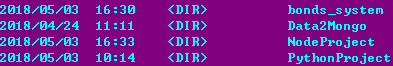 2018/05/03  16:30    <DIR>          bonds_system
2018/04/24  11:11    <DIR>          Data2Mongo
2018/05/03  16:33    <DIR>          NodeProject
2018/05/03  10:14    <DIR>          PythonProject